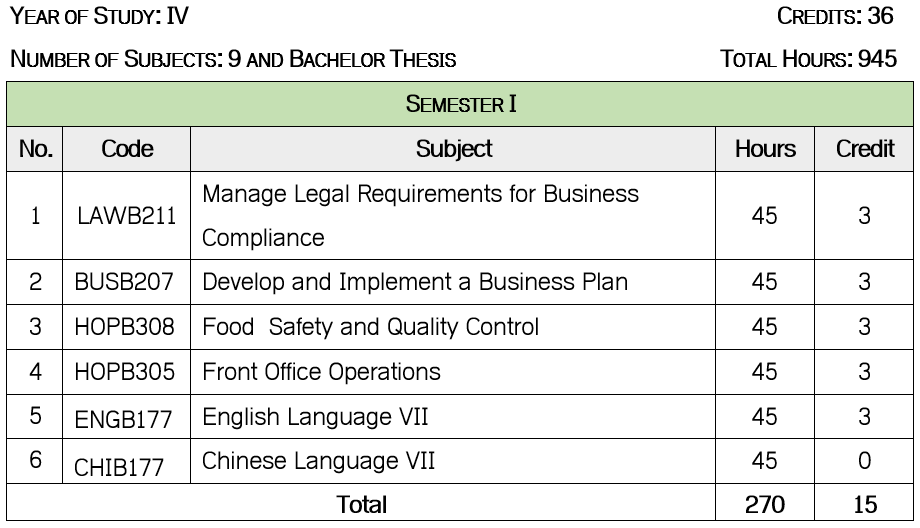 Year of Study: IV Credits: 36
Number of Subjects: 9 and Bachelor Thesis Total Hours: 945
Semester I
No. Code Subject Hours Credit
1 LAWB211 Manage Legal Requirements for Business Compliance 45 3
2 BUSB207 Develop and Implement a Business Plan 45 3
3 HOPB308 Food  Safety and Quality Control 45 3
4 HOPB305 Front Office Operations 45 3
5 ENGB177 English Language VII 45 3
6 CHIB177 Chinese Language VII 45 0
Total 270 15